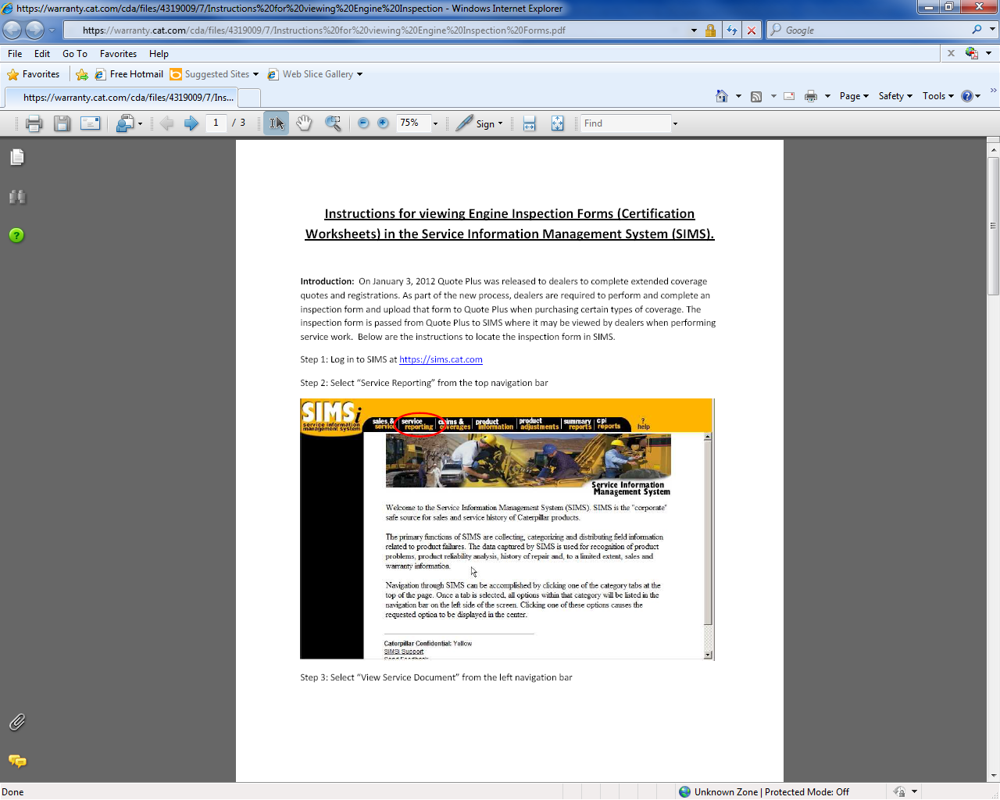 https://warranty.cat.com/cda/files/4319009/7/Instructions%20for%20viewing%20Engine%20Inspection - Windows Internet Explorer
https://warranty.cat.com/cda/files/4319009/7/Instructions%20for%20viewing%20Engine%20Inspection%20Forms.pdf
Google
File Edit Go To Favorites Help
Favorites Free Hotmail Suggested Sites Web Slice Gallery
https://warranty.cat.com/cda/files/4319009/7/Ins...
Page Safety Tools
1 / 3 75% Sign Find
Instructions for viewing Engine Inspection Forms (Certification
Worksheets) in the Service Information Management System (SIMS).
Introduction: On January 3, 2012 Quote Plus was released to dealers to complete extended coverage
quotes and registrations. As part of the new process, dealers are required to perform and complete an
inspection form and upload that form to Quote Plus when purchasing certain types of coverage. The
inspection form is passed from Quote Plus to SIMS where it may be viewed by dealers when performing
service work. Below are the instructions to locate the inspection form in SIMS.
Step 1: Log in to SIMS at https://sims.cat.com
Step 2: Select “Service Reporting” from the top navigation bar
SIMSi
service information
management system
sales & service
service reporting
claims & coverages
product information
product adjustments
summary reports
cpi reports
? help
Service Information
Management System
Welcome to the Service Information Management System (SIMS). SIMS is the "corporate"
safe source for sales and service history of Caterpillar products.
The primary functions of SIMS are collecting, categorizing and distributing field information
related to product failures. The data captured by SIMS is used for recognition of product
problems, product reliability analysis, history of repair and, to a limited extent, sales and
warranty information.
Navigation through SIMS can be accomplished by clicking one of the category tabs at the
top of the page. Once a tab is selected, all options within that category will be listed in the
navigation bar on the left side of the screen. Clicking one of these options causes the
requested option to be displayed in the center.
Caterpillar Confidential: Yellow
SIMSi Support
Send Feedback
Step 3: Select “View Service Document” from the left navigation bar
Done
Unknown Zone | Protected Mode: Off